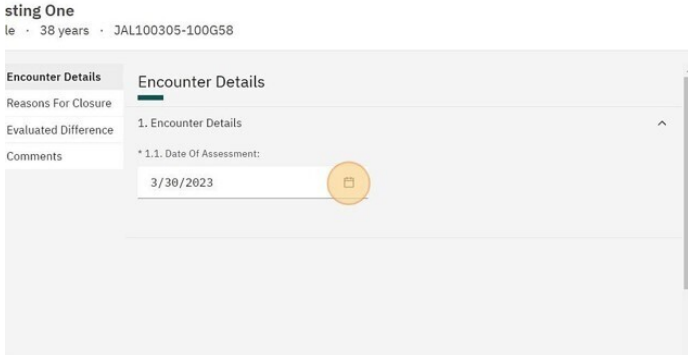 sting One
le · 38 years · JAL100305-100G58
Encounter Details
Reasons For Closure
Evaluated Difference
Comments
Encounter Details
1. Encounter Details
* 1.1. Date Of Assessment:
3/30/2023